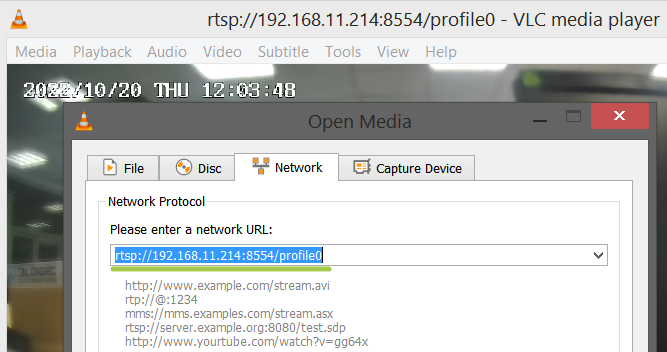 rtsp://192.168.11.214:8554/profile0 - VLC media player
Media Playback Audio Video Subtitle Tools View Help
/10/20 THU 12:03:48
Open Media
File Disc Network Capture Device
Network Protocol
Please enter a network URL:
rtsp://192.168.11.214:8554/profile0
http://www.example.com/stream.avi
rtp://@:1234
mms://mms.examples.com/stream.asx
rtsp://server.example.org:8080/test.sdp
http://www.yourtube.com/watch?v=gg64x